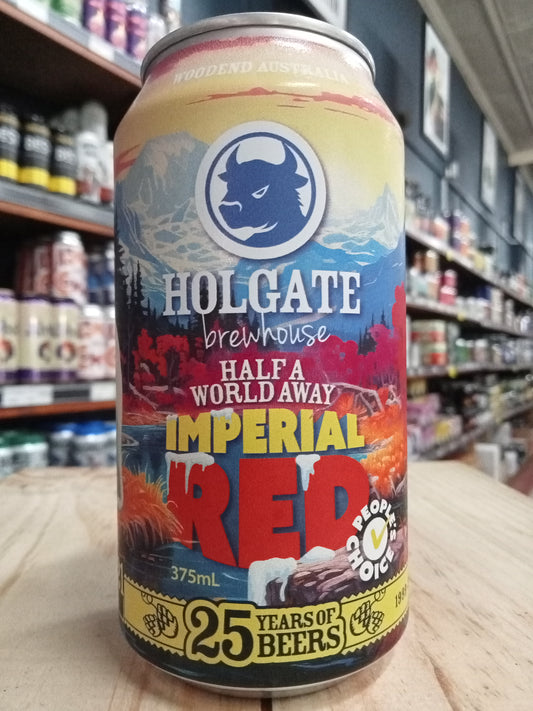 WOODEND AUSTRALIA
HOLGATE
brewhouse
HALF A
WORLD AWAY
IMPERIAL
RED
PEOPLE'S
CHOICE
375mL
25 YEARS OF
BEERS